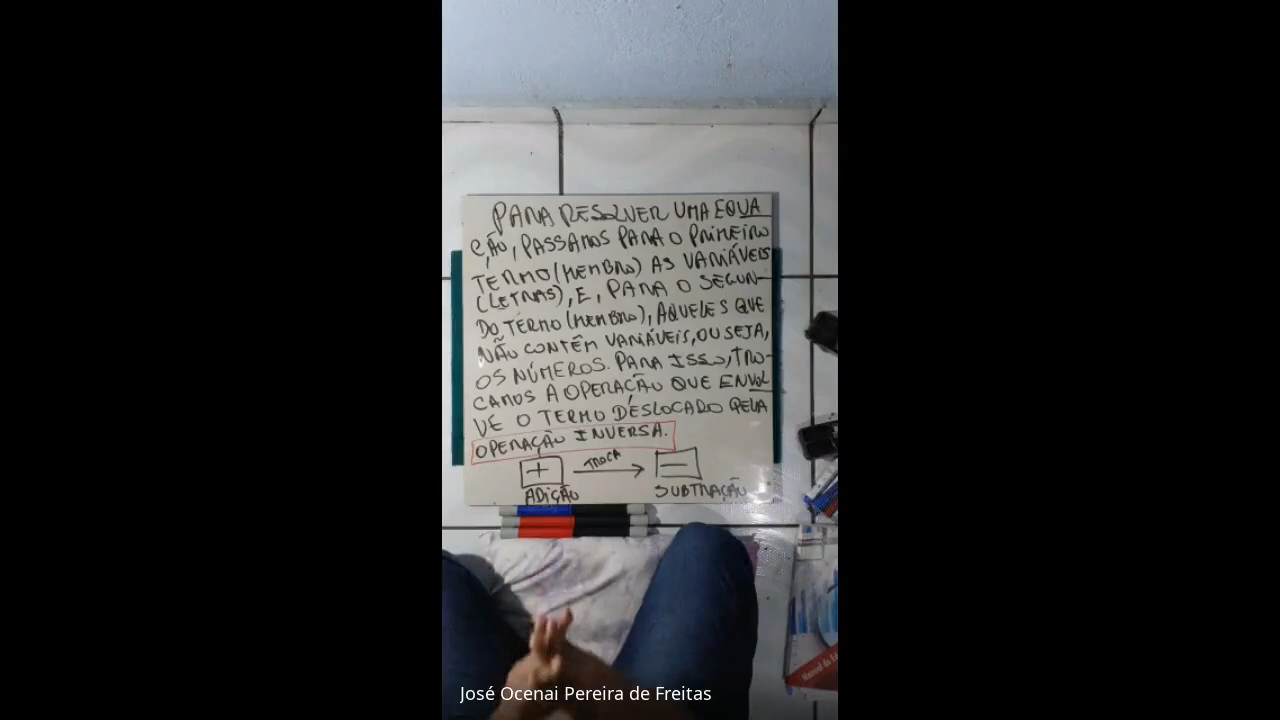 PARA RESOLVER UMA EQUA
ÇÃO, PASSAMOS PARA O PRIMEIRO
TERMO (MEMBRO) AS VARIÁVEIS
(LETRAS), E, PARA O SEGUN-
DO TERMO (MEMBRO), AQUELES QUE
NÃO CONTÊM VARIÁVEIS, OU SEJA,
OS NÚMEROS. PARA ISSO, TRO-
CAMOS A OPERAÇÃO QUE ENVOL
VE O TERMO DESLOCADO PELA
OPERAÇÃO INVERSA.
+ TROCA −
ADIÇÃO SUBTRAÇÃO
José Ocenai Pereira de Freitas